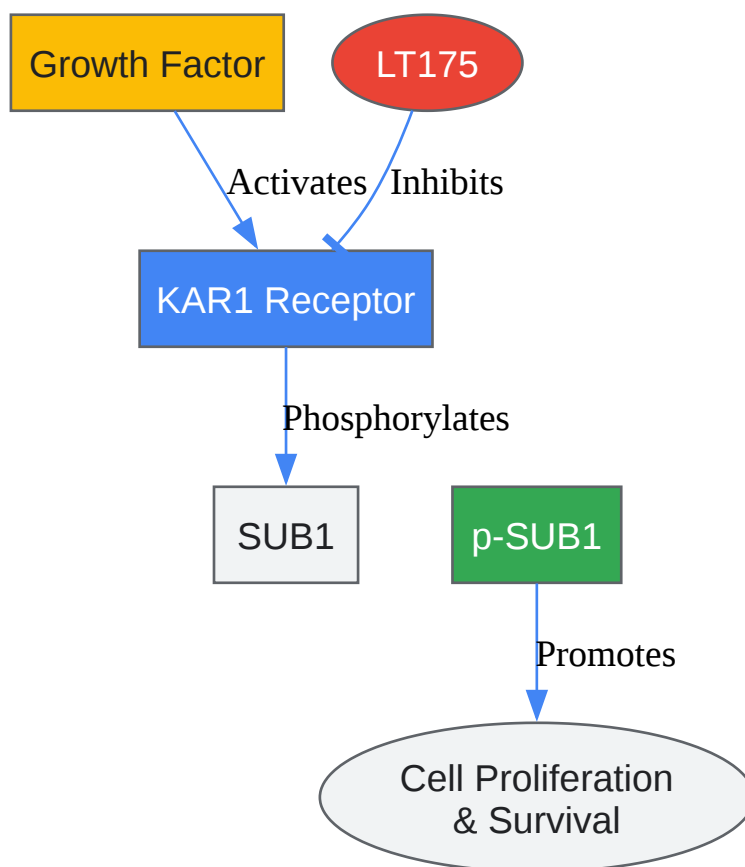 Growth Factor
LT175
Activates
Inhibits
KAR1 Receptor
Phosphorylates
SUB1
p-SUB1
Promotes
Cell Proliferation
& Survival